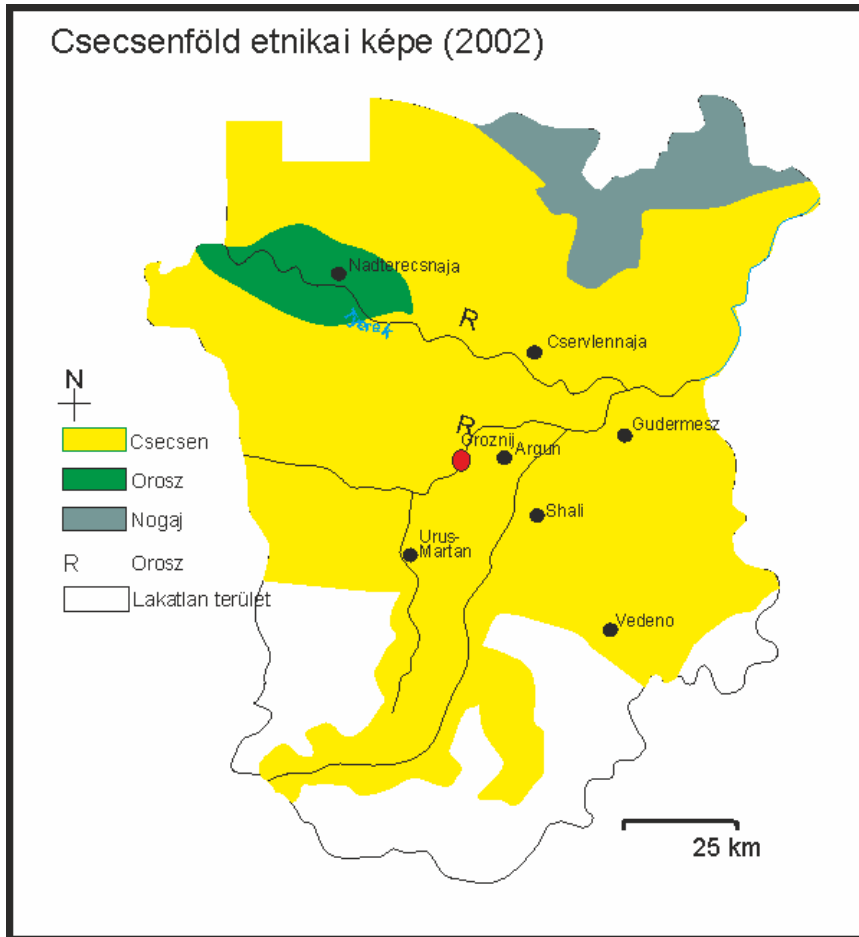 Csecsenföld etnikai képe (2002)
Nadterecsnaja
Terek
R
Cservlennaja
N
R
Groznij
Argun
Gudermesz
Csecsen
Orosz
Nogaj
R Orosz
Lakatlan terület
Shali
Urus-
Martan
Vedeno
25 km